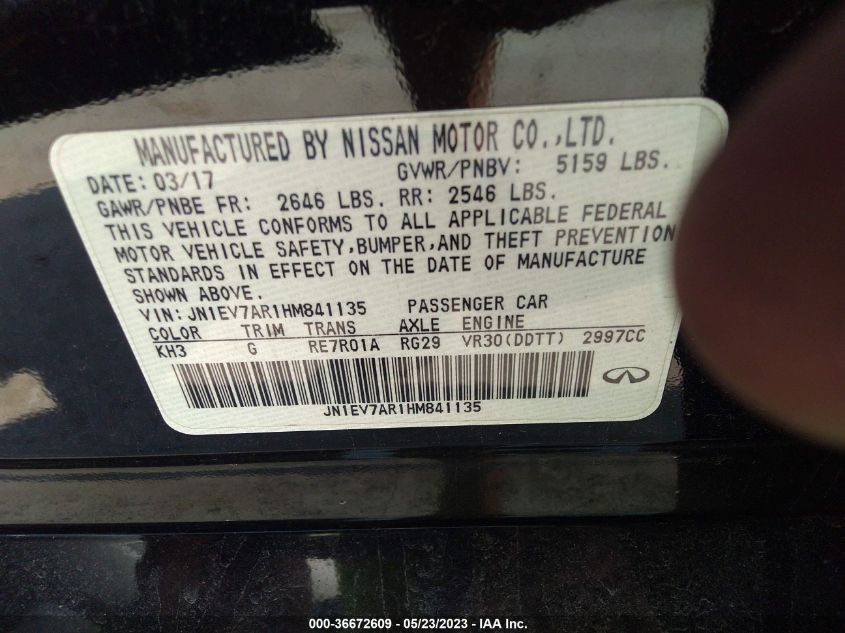 MANUFACTURED BY NISSAN MOTOR CO.,LTD.
DATE: 03/17 GVWR/PNBV: 5159 LBS.
GAWR/PNBE FR: 2646 LBS. RR: 2546 LBS.
THIS VEHICLE CONFORMS TO ALL APPLICABLE FEDERAL
MOTOR VEHICLE SAFETY,BUMPER,AND THEFT PREVENTION
STANDARDS IN EFFECT ON THE DATE OF MANUFACTURE
SHOWN ABOVE.
VIN: JN1EV7AR1HM841135 PASSENGER CAR
COLOR TRIM TRANS AXLE ENGINE
KH3 G RE7R01A RG29 VR30(DDTT) 2997CC
JN1EV7AR1HM841135
000-36672609 - 05/23/2023 - IAA Inc.